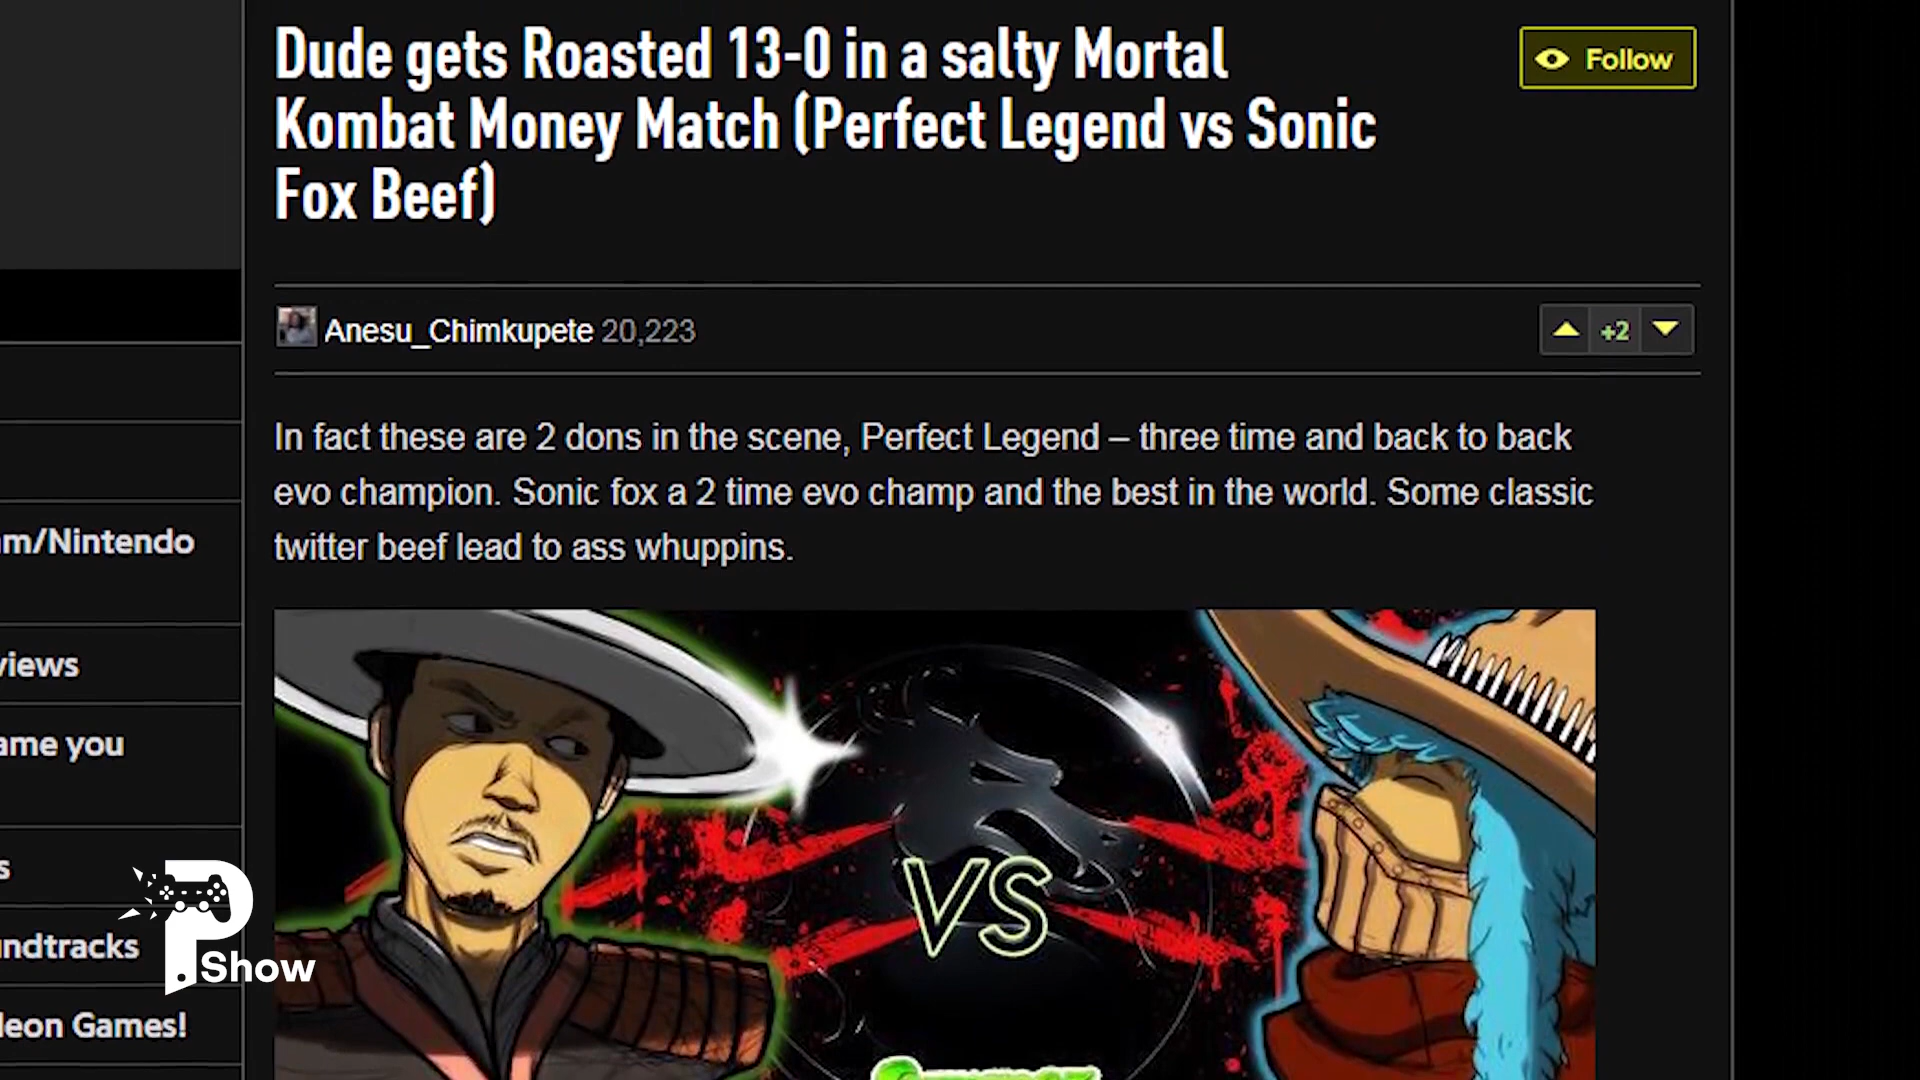 Dude gets Roasted 13-0 in a salty Mortal
Kombat Money Match (Perfect Legend vs Sonic
Fox Beef)
Follow
Anesu_Chimkupete 20,223
+2
In fact these are 2 dons in the scene, Perfect Legend – three time and back to back
evo champion. Sonic fox a 2 time evo champ and the best in the world. Some classic
twitter beef lead to ass whuppins.
am/Nintendo
views
ame you
s
ndtracks
leon Games!
VS
P.Show